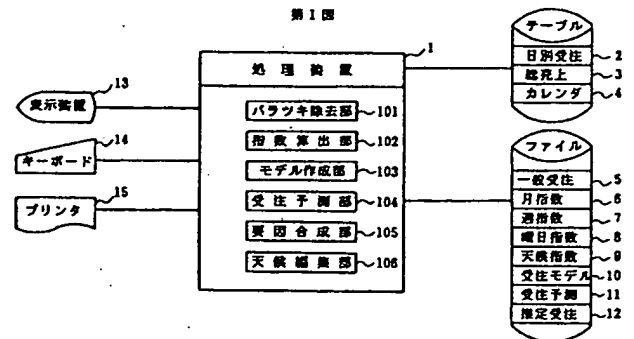 第1図
1
処理装置
バラツキ除去部 101
指数算出部 102
モデル作成部 103
受注予測部 104
要因合成部 105
天候編集部 106
13
表示装置
14
キーボード
15
プリンタ
テーブル
日別受注 2
総売上 3
カレンダ 4
ファイル
一般受注 5
月指数 6
週指数 7
曜日指数 8
天候指数 9
受注モデル 10
受注予測 11
推定受注 12